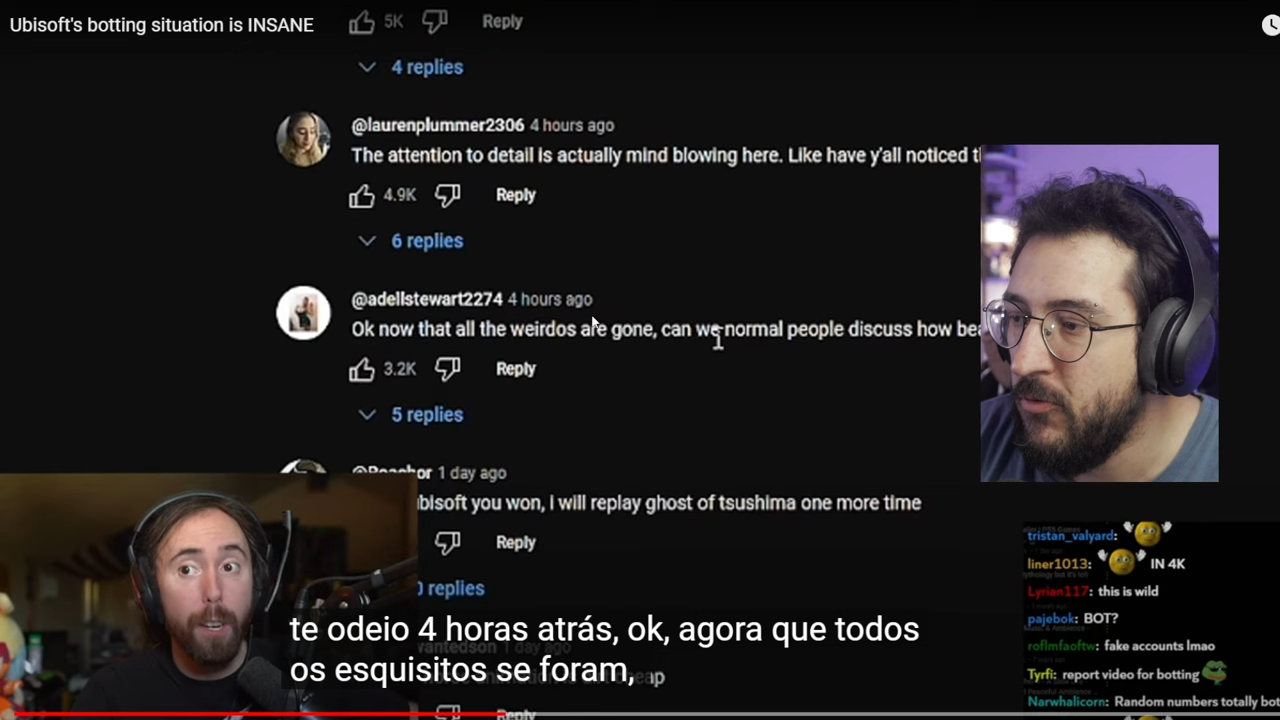 Ubisoft's botting situation is INSANE
5K Reply
4 replies
@laurenplummer2306 4 hours ago
The attention to detail is actually mind blowing here. Like have y'all noticed
4.9K Reply
6 replies
@adellstewart2274 4 hours ago
Ok now that all the weirdos are gone, can we normal people discuss how
3.2K Reply
5 replies
1 day ago
you won, i will replay ghost of tsushima one more time
Reply
replies
1 day ago
te odeio 4 horas atrás, ok, agora que todos
os esquisitos se foram,
Reply
tristan_valyard:
liner1013: IN 4K
Lyrian117: this is wild
pajebok: BOT?
roflmfaoftw: fake accounts lmao
Tyrfi: report video for botting
Narwhalicorn: Random numbers totally